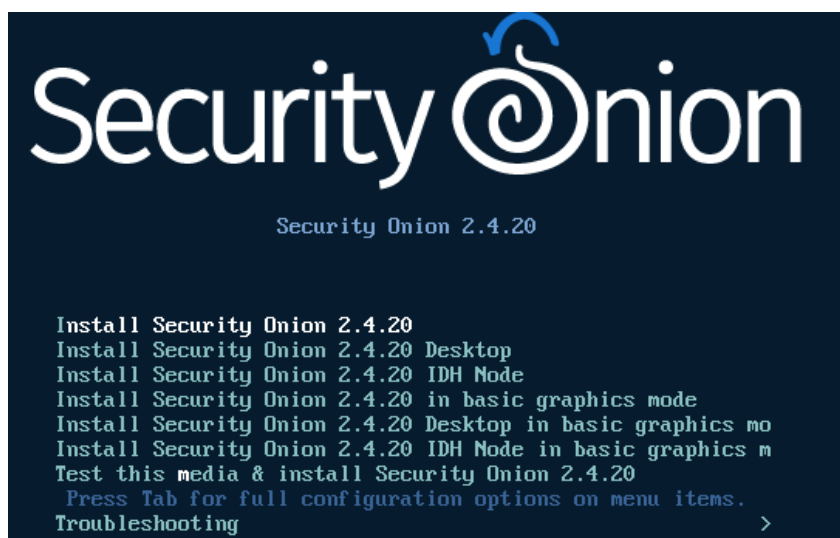 Security Onion
Security Onion 2.4.20
Install Security Onion 2.4.20
Install Security Onion 2.4.20 Desktop
Install Security Onion 2.4.20 IDH Node
Install Security Onion 2.4.20 in basic graphics mode
Install Security Onion 2.4.20 Desktop in basic graphics mo
Install Security Onion 2.4.20 IDH Node in basic graphics m
Test this media & install Security Onion 2.4.20
Press Tab for full configuration options on menu items.
Troubleshooting >